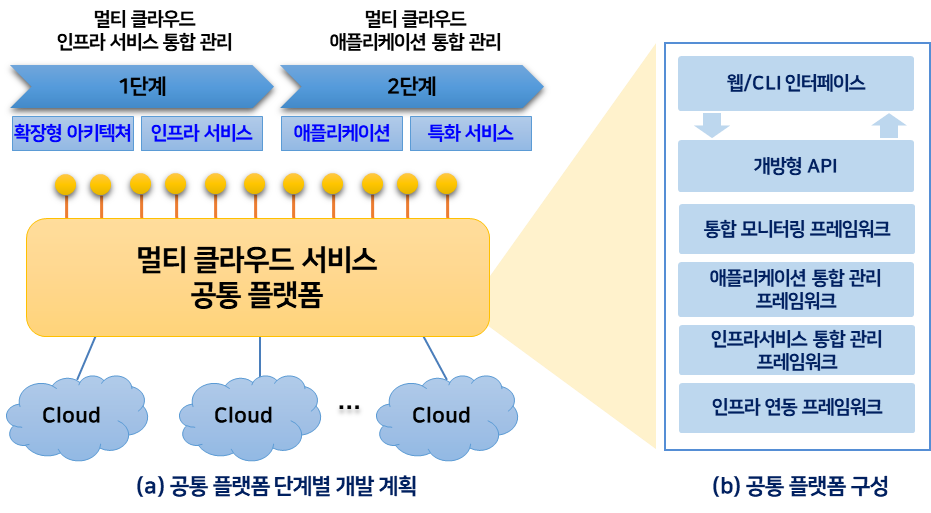 멀티 클라우드
인프라 서비스 통합 관리
멀티 클라우드
애플리케이션 통합 관리
1단계
2단계
확장형 아키텍쳐
인프라 서비스
애플리케이션
특화 서비스
멀티 클라우드 서비스
공통 플랫폼
Cloud
Cloud
...
Cloud
(a) 공통 플랫폼 단계별 개발 계획
웹/CLI 인터페이스
개방형 API
통합 모니터링 프레임워크
애플리케이션 통합 관리
프레임워크
인프라서비스 통합 관리
프레임워크
인프라 연동 프레임워크
(b) 공통 플랫폼 구성